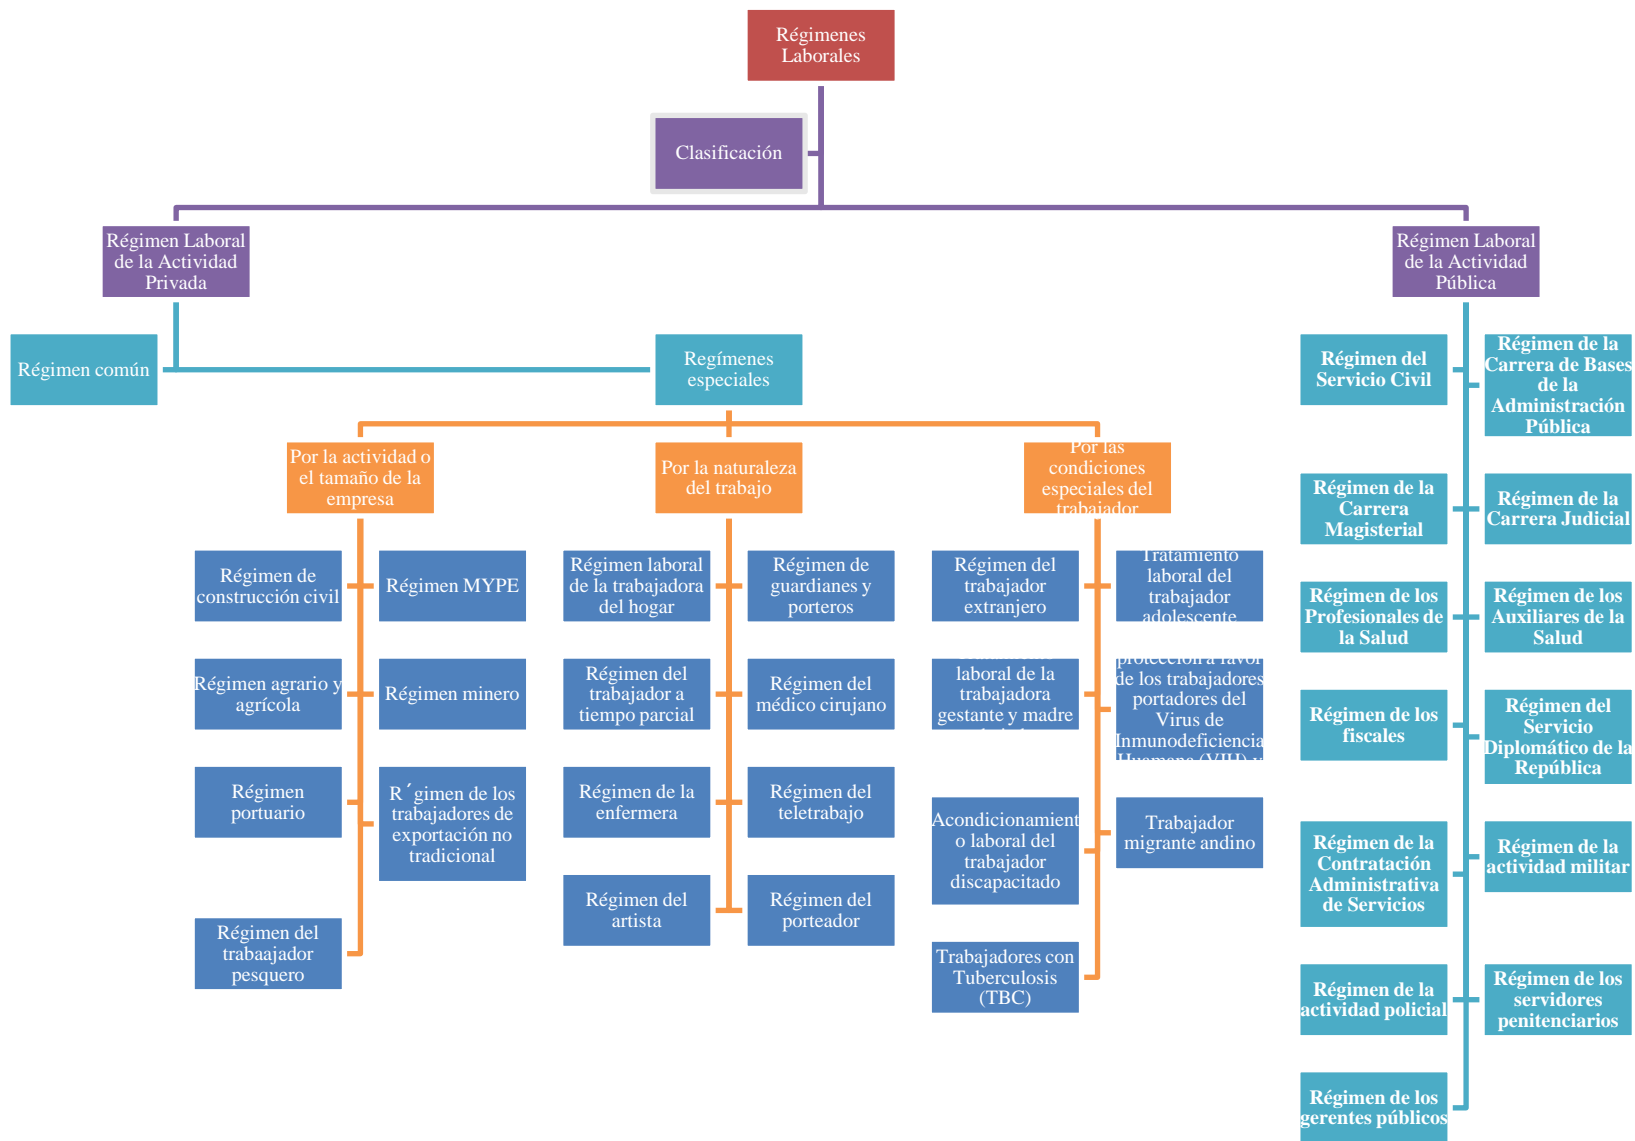 Régimenes
Laborales
Clasificación
Régimen Laboral
de la Actividad
Privada
Régimen Laboral
de la Actividad
Pública
Régimen común
Regímenes
especiales
Por la actividad o
el tamaño de la
empresa
Régimen de
construcción civil
Régimen MYPE
Régimen agrario y
agrícola
Régimen minero
Régimen
portuario
R´gimen de los
trabajadores de
exportación no
tradicional
Régimen del
trabaajador
pesquero
Por la naturaleza
del trabajo
Régimen laboral
de la trabajadora
del hogar
Régimen de
guardianes y
porteros
Régimen del
trabajador a
tiempo parcial
Régimen del
médico cirujano
Régimen de la
enfermera
Régimen del
teletrabajo
Régimen del
artista
Régimen del
porteador
Por las
condiciones
especiales del
trabajador
Régimen del
trabajador
extranjero
Tratamiento
laboral del
trabajador
adolescente
laboral de la
trabajadora
gestante y madre
protección a favor
de los trabajadores
portadores del
Virus de
Inmunodeficiencia
Huamana (VIH) y
Acondicionament
o laboral del
trabajador
discapacitado
Trabajador
migrante andino
Trabajadores con
Tuberculosis
(TBC)
Régimen del
Servicio Civil
Régimen de la
Carrera de Bases
de la
Administración
Pública
Régimen de la
Carrera
Magisterial
Régimen de la
Carrera Judicial
Régimen de los
Profesionales de
la Salud
Régimen de los
Auxiliares de la
Salud
Régimen de los
fiscales
Régimen del
Servicio
Diplomático de la
República
Régimen de la
Contratación
Administrativa
de Servicios
Régimen de la
actividad militar
Régimen de la
actividad policial
Régimen de los
servidores
penitenciarios
Régimen de los
gerentes públicos